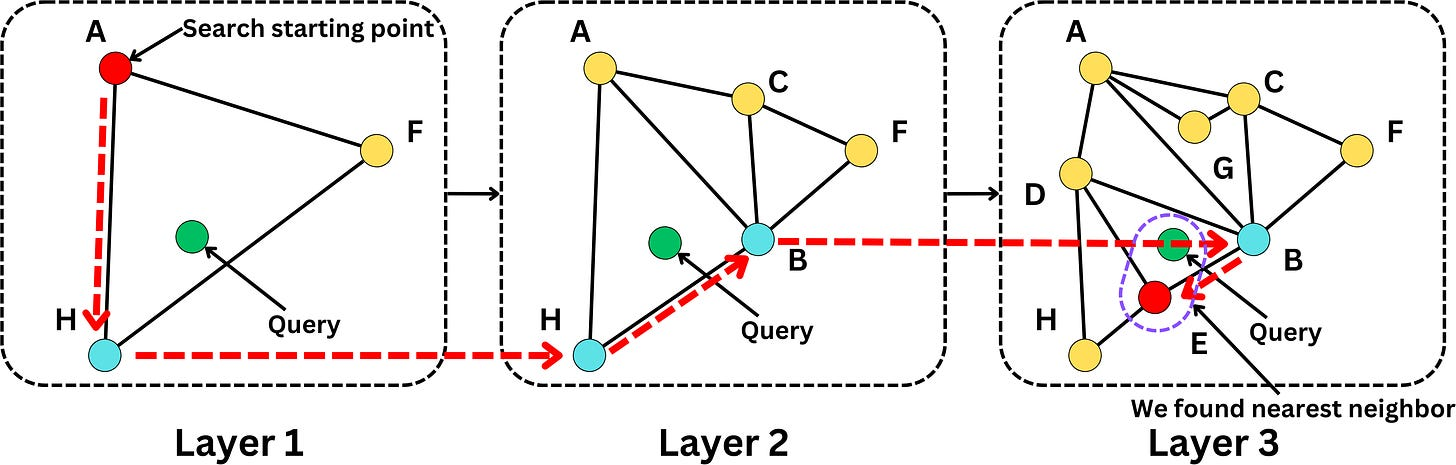 A
Search starting point
F
H
Query
Layer 1
A
C
F
B
H
Query
Layer 2
A
C
F
G
D
B
H
E
Query
We found nearest neighbor
Layer 3